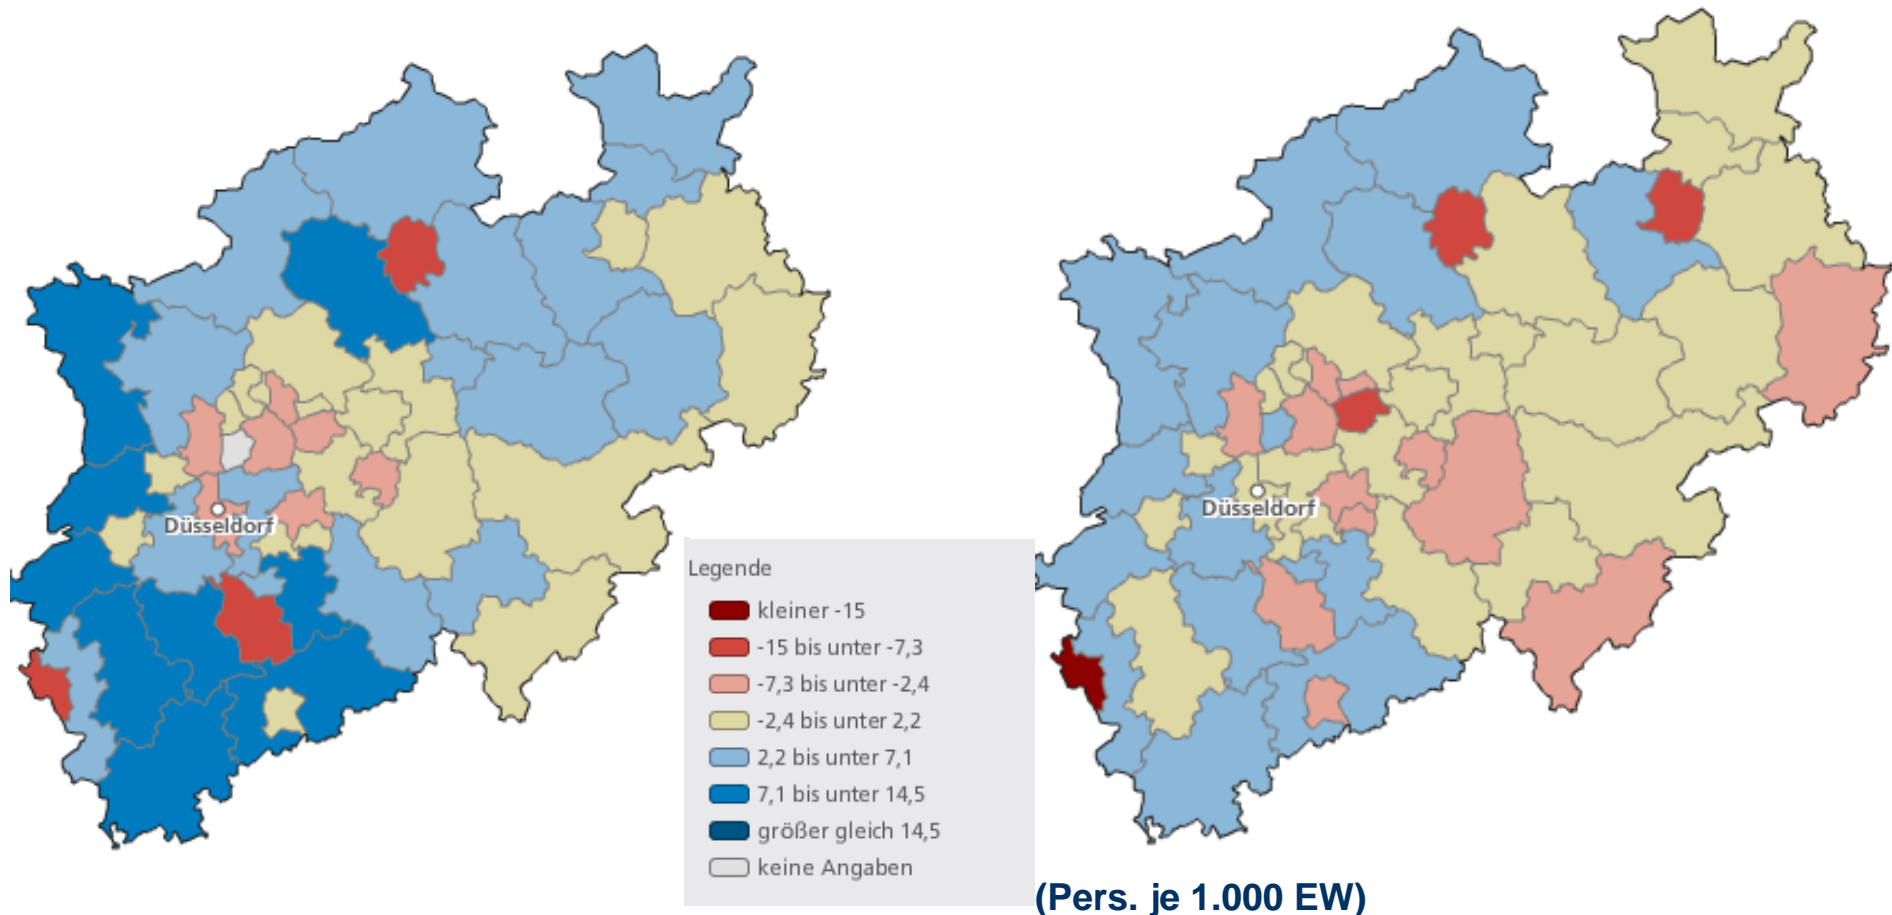 Düsseldorf
Düsseldorf
Legende
kleiner -15
-15 bis unter -7,3
-7,3 bis unter -2,4
-2,4 bis unter 2,2
2,2 bis unter 7,1
7,1 bis unter 14,5
größer gleich 14,5
keine Angaben
(Pers. je 1.000 EW)